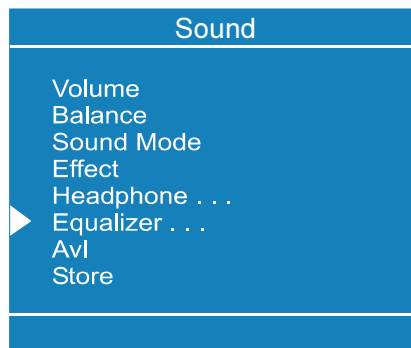 Sound
Volume
Balance
Sound Mode
Effect
Headphone . . .
Equalizer . . .
Avl
Store